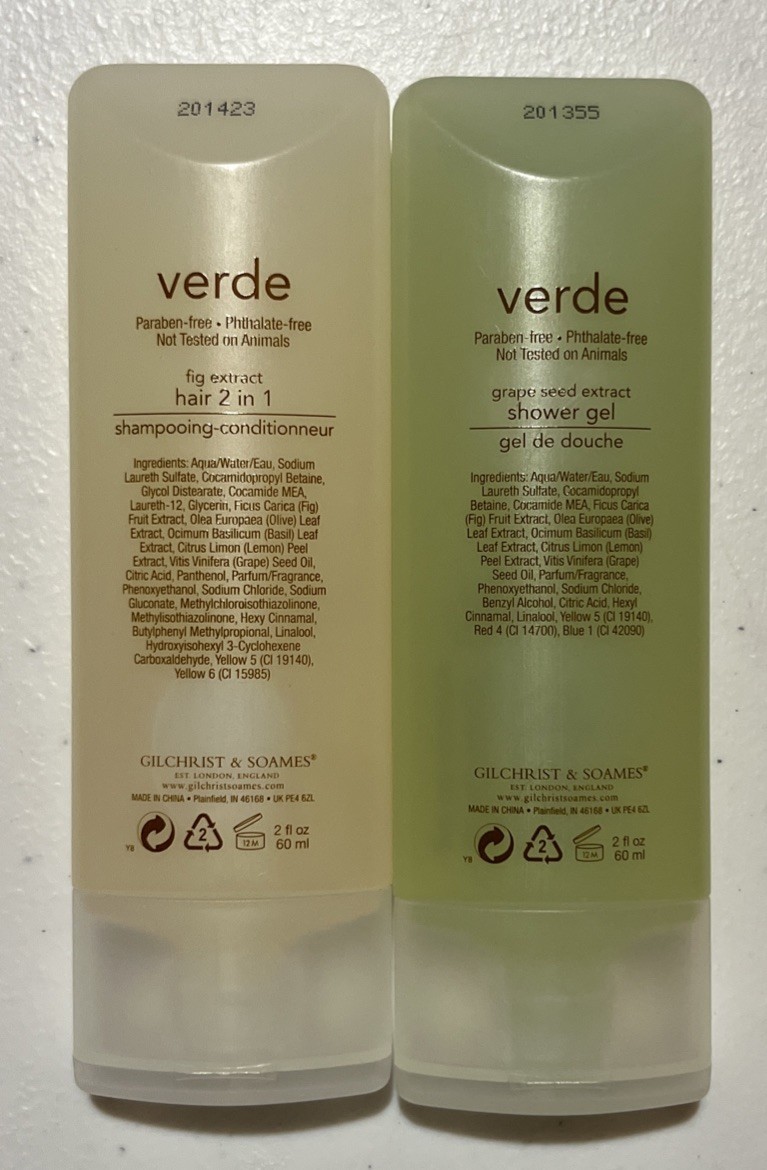 201423
verde
Paraben-free • Phthalate-free
Not Tested on Animals
fig extract
hair 2 in 1
shampooing-conditionneur
Ingredients: Aqua/Water/Eau, Sodium
Laureth Sulfate, Cocamidopropyl Betaine,
Glycol Distearate, Cocamide MEA,
Laureth-12, Glycerin, Ficus Carica (Fig)
Fruit Extract, Olea Europaea (Olive) Leaf
Extract, Ocimum Basilicum (Basil) Leaf
Extract, Citrus Limon (Lemon) Peel
Extract, Vitis Vinifera (Grape) Seed Oil,
Citric Acid, Panthenol, Parfum/Fragrance,
Phenoxyethanol, Sodium Chloride, Sodium
Gluconate, Methylchloroisothiazolinone,
Methylisothiazolinone, Hexy Cinnamal,
Butylphenyl Methylpropional, Linalool,
Hydroxyisohexyl 3-Cyclohexene
Carboxaldehyde, Yellow 5 (CI 19140),
Yellow 6 (CI 15985)
GILCHRIST & SOAMES®
EST. LONDON, ENGLAND
www.gilchristsoames.com
MADE IN CHINA • Plainfield, IN 46168 • UK PE4 6ZL
YB
2
12 M
2 fl oz
60 ml
201355
verde
Paraben-free • Phthalate-free
Not Tested on Animals
grape seed extract
shower gel
gel de douche
Ingredients: Aqua/Water/Eau, Sodium
Laureth Sulfate, Cocamidopropyl
Betaine, Cocamide MEA, Ficus Carica
(Fig) Fruit Extract, Olea Europaea (Olive)
Leaf Extract, Ocimum Basilicum (Basil)
Leaf Extract, Citrus Limon (Lemon)
Peel Extract, Vitis Vinifera (Grape)
Seed Oil, Parfum/Fragrance,
Phenoxyethanol, Sodium Chloride,
Benzyl Alcohol, Citric Acid, Hexyl
Cinnamal, Linalool, Yellow 5 (CI 19140),
Red 4 (CI 14700), Blue 1 (CI 42090)
GILCHRIST & SOAMES®
EST. LONDON, ENGLAND
www.gilchristsoames.com
MADE IN CHINA • Plainfield, IN 46168 • UK PE4 6ZL
YB
2
12 M
2 fl oz
60 ml